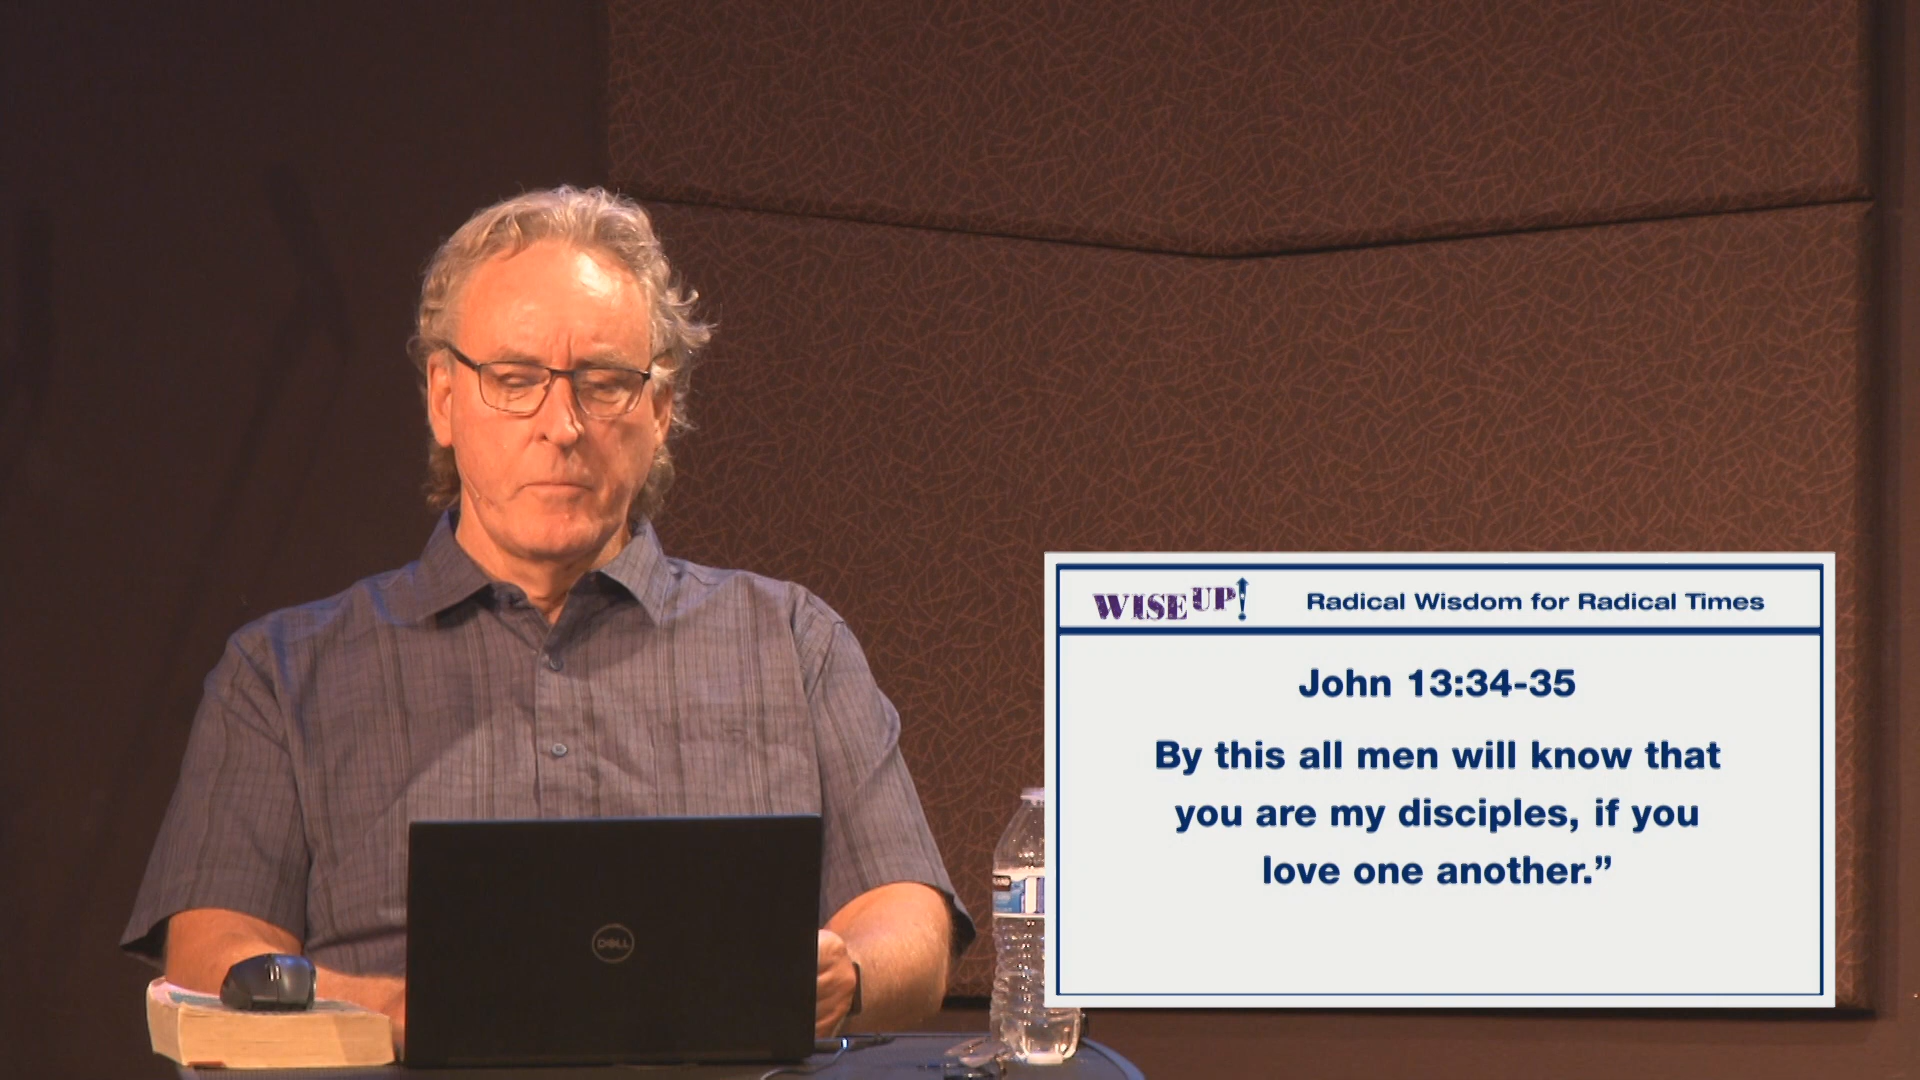 WISE UP!
Radical Wisdom for Radical Times
John 13:34-35
By this all men will know that
you are my disciples, if you
love one another.”
DELL